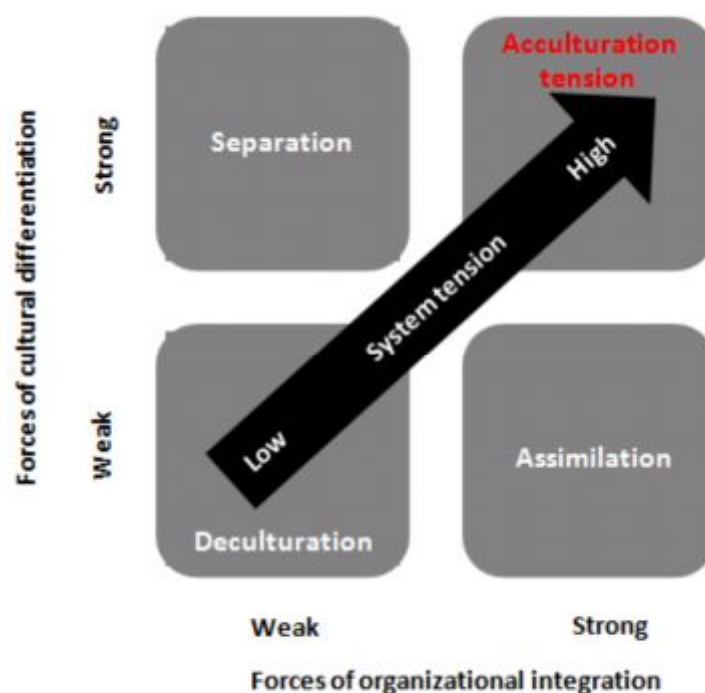 Acculturation
tension
Separation
High
System tension
Low
Assimilation
Deculturation
Strong
Weak
Forces of cultural differentiation
Weak
Strong
Forces of organizational integration